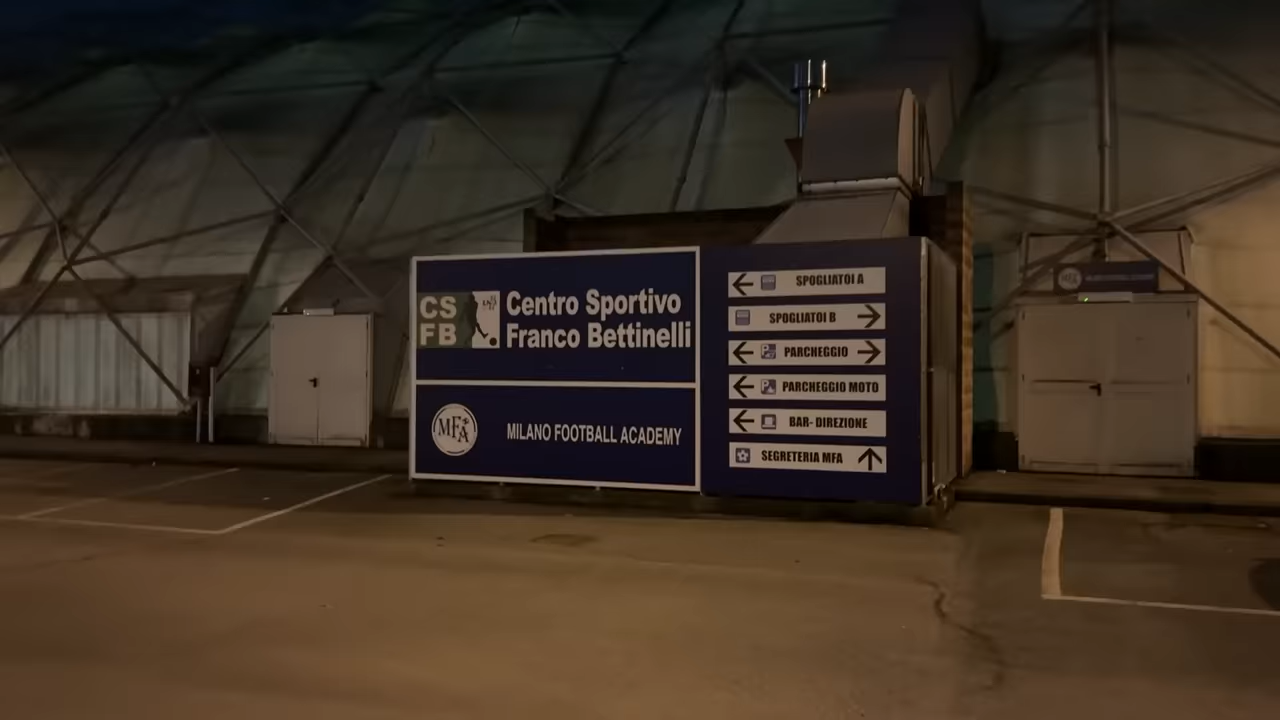 CS
FB
Centro Sportivo
Franco Bettinelli
MFA
MILANO FOOTBALL ACADEMY
SPOGLIATOI A
SPOGLIATOI B
PARCHEGGIO
PARCHEGGIO MOTO
BAR- DIREZIONE
SEGRETERIA MFA